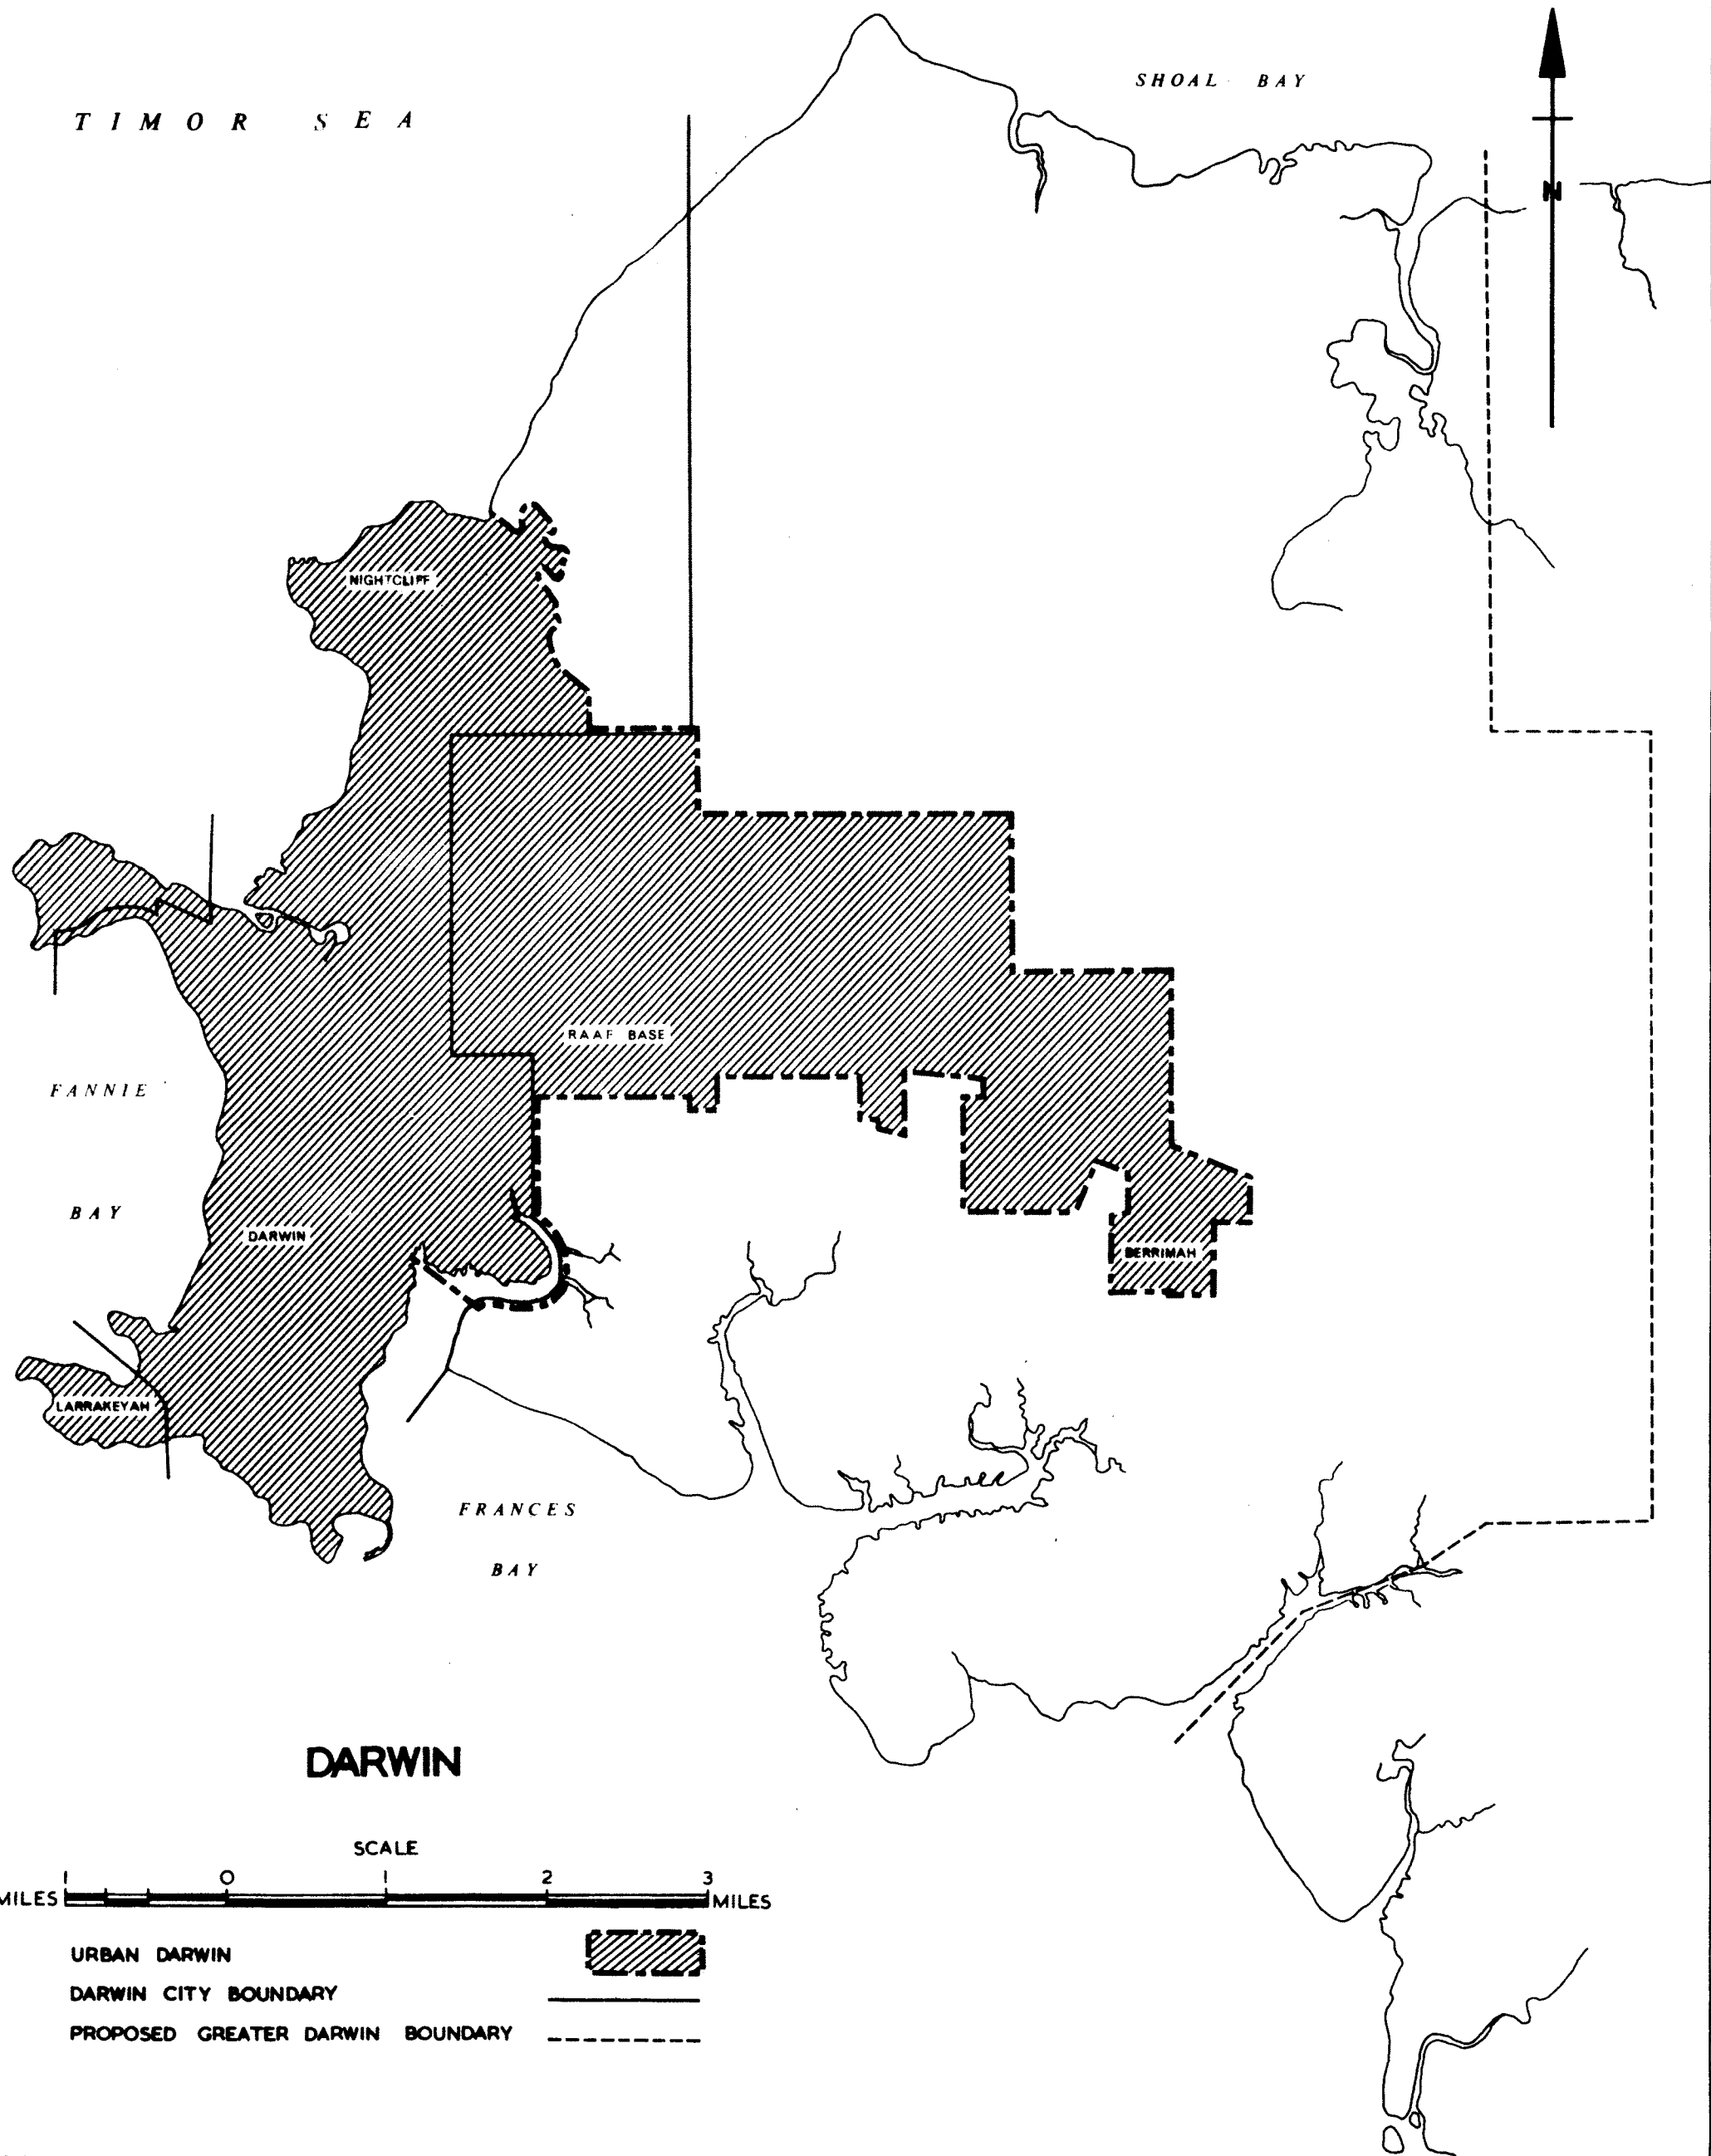 SHOAL BAY
TIMOR SEA
N
NIGHTCLIFF
RAAF BASE
FANNIE
BAY
DARWIN
BERRIMAH
LARRAKEYAH
FRANCES
BAY
DARWIN
SCALE
1 0 1 2 3
MILES MILES
URBAN DARWIN
DARWIN CITY BOUNDARY
PROPOSED GREATER DARWIN BOUNDARY